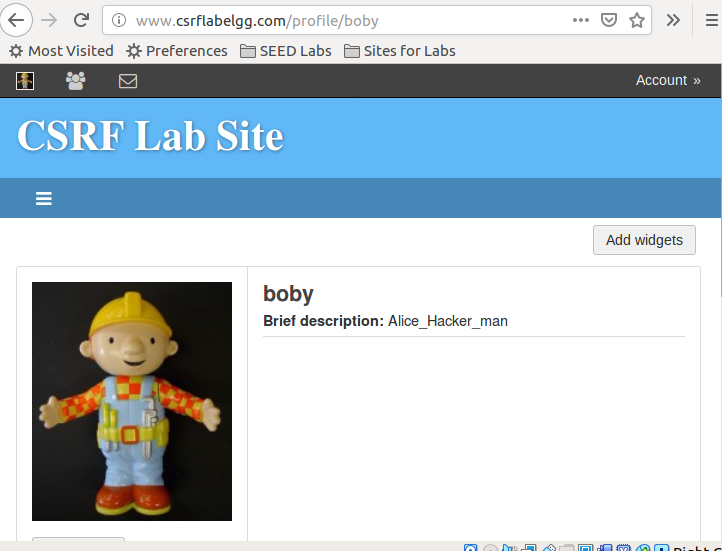 www.csrflabelgg.com/profile/boby
Most Visited Preferences SEED Labs Sites for Labs
Account »
CSRF Lab Site
Add widgets
boby
Brief description: Alice_Hacker_man